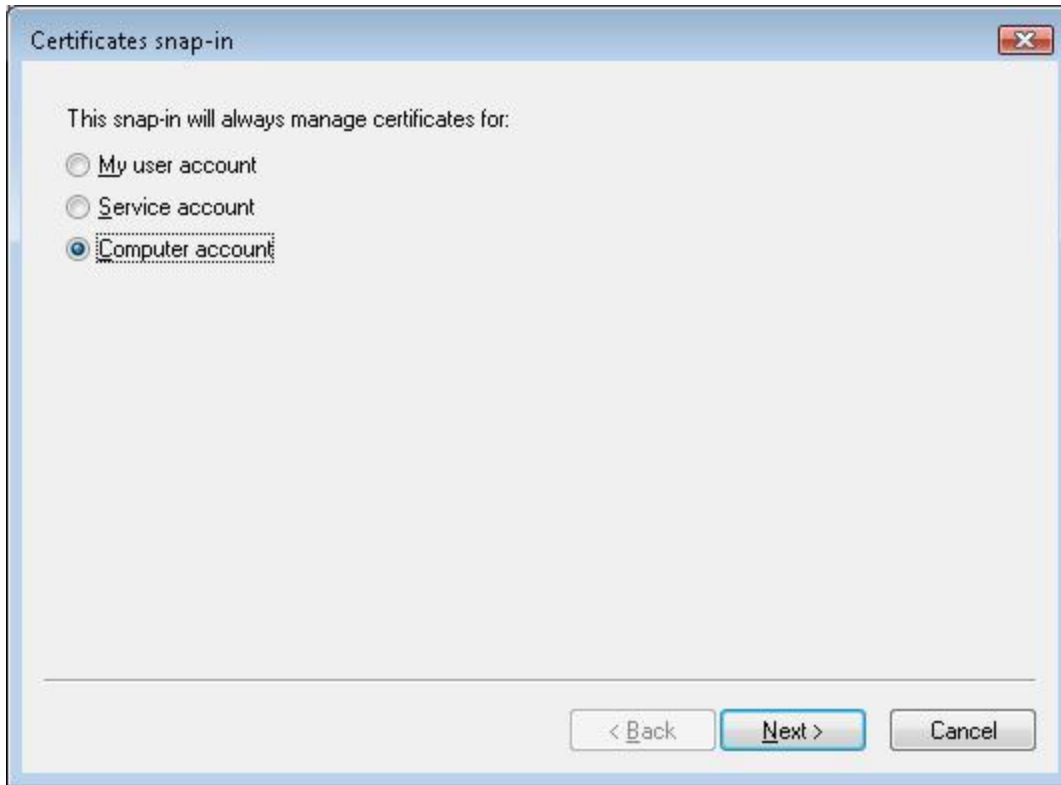 Certificates snap-in
This snap-in will always manage certificates for:
My user account
Service account
Computer account
< Back
Next >
Cancel